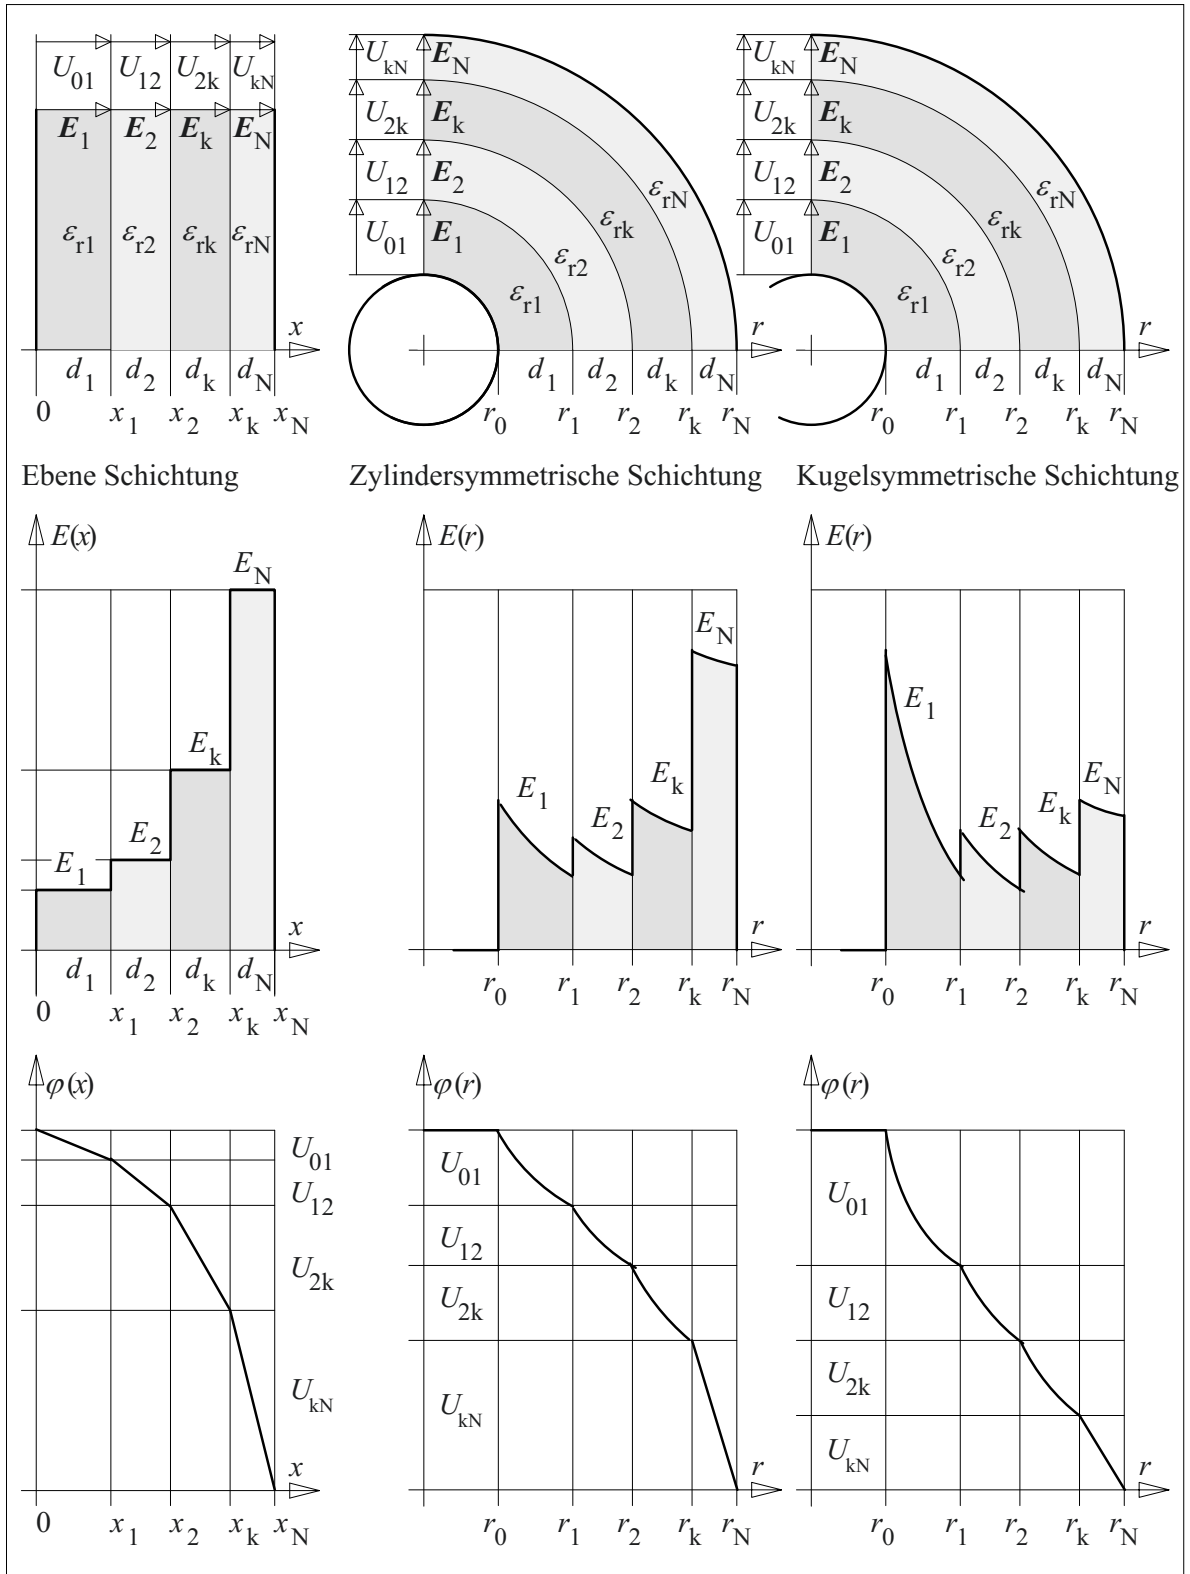 U01 U12 U2k UkN
E1 E2 Ek EN
εr1 εr2 εrk εrN
x
d1 d2 dk dN
0 x1 x2 xk xN
Ebene Schichtung
UkN EN
U2k Ek
U12 E2
U01 E1
εrN
εrk
εr2
εr1
r
d1 d2 dk dN
r0 r1 r2 rk rN
Zylindersymmetrische Schichtung
UkN EN
U2k Ek
U12 E2
U01 E1
εrN
εrk
εr2
εr1
r
d1 d2 dk dN
r0 r1 r2 rk rN
Kugelsymmetrische Schichtung
E(x)
EN
Ek
E2
E1
x
d1 d2 dk dN
0 x1 x2 xk xN
E(r)
EN
E1 E2 Ek
r
r0 r1 r2 rk rN
E(r)
E1
E2 Ek EN
r
r0 r1 r2 rk rN
φ(x)
U01
U12
U2k
UkN
x
0 x1 x2 xk xN
φ(r)
U01
U12
U2k
UkN
r
r0 r1 r2 rk rN
φ(r)
U01
U12
U2k
UkN
r
r0 r1 r2 rk rN